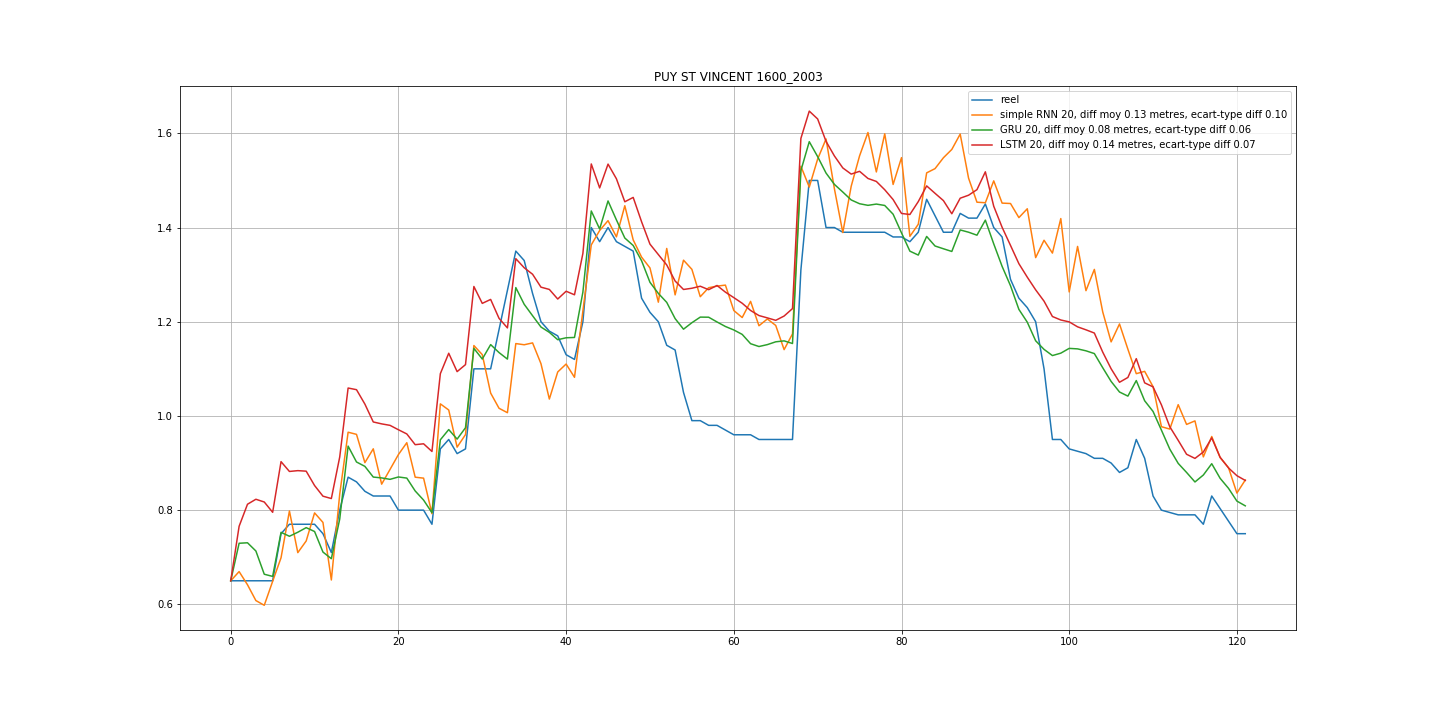 PUY ST VINCENT 1600_2003
reel
simple RNN 20, diff moy 0.13 metres, ecart-type diff 0.10
GRU 20, diff moy 0.08 metres, ecart-type diff 0.06
LSTM 20, diff moy 0.14 metres, ecart-type diff 0.07
1.6
1.4
1.2
1.0
0.8
0.6
0 20 40 60 80 100 120